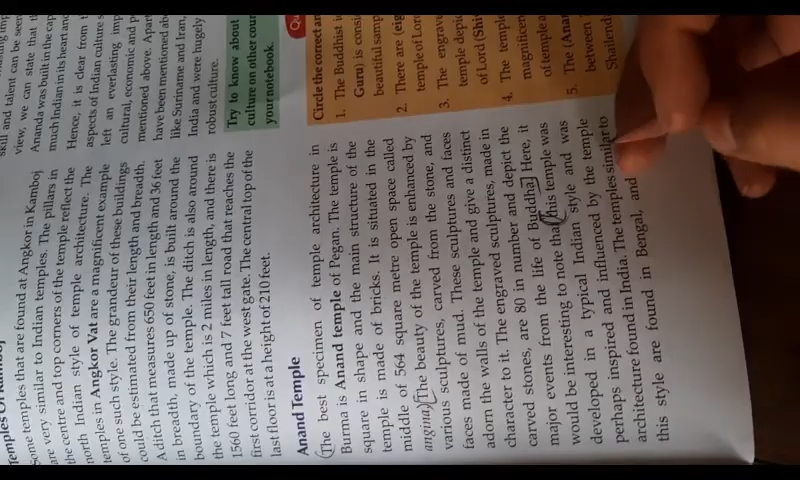 Temples Of Kamboj
Some temples that are found at Angkor in Kamboj
are very similar to Indian temples. The pillars in
the centre and top corners of the temple reflect the
north Indian style of temple architecture. The
temples in Angkor Vat are a magnificent example
of one such style. The grandeur of these buildings
could be estimated from their length and breadth.
A ditch that measures 650 feet in length and 36 feet
in breadth, made up of stone, is built around the
boundary of the temple. The ditch is also around
the temple which is 2 miles in length, and there is
1560 feet long and 7 feet tall road that reaches the
first corridor at the west gate. The central top of the
last floor is at a height of 210 feet.
Anand Temple
The best specimen of temple architecture in
Burma is Anand temple of Pegan. The temple is
square in shape and the main structure of the
temple is made of bricks. It is situated in the
middle of 564 square metre open space called
angina. The beauty of the temple is enhanced by
various sculptures, carved from the stone, and
faces made of mud. These sculptures and faces
adorn the walls of the temple and give a distinct
character to it. The engraved sculptures, made in
carved stones, are 80 in number and depict the
major events from the life of Buddha. Here, it
would be interesting to note that this temple was
developed in a typical Indian style and was
perhaps inspired and influenced by the temple
architecture found in India. The temples similar to
this style are found in Bengal, and
skill and talent can be seen
view, we can state that
Ananda was built in the cap
much Indian in its heart and
Hence, it is clear from
aspects of Indian culture
left an everlasting imp
cultural, economic and p
mentioned above. Apart
have been mentioned abo
like Suriname and Iran,
India and were hugely
robust culture.
Try to know about
culture on other cour
your notebook.
Circle the correct an
1. The Buddhist
Guru) is consi
beautiful samp
2. There are (eig
temple of Lord
3. The engrave
temple depic
of Lord (Shi
4. The temple
magnificen
of temple a
5. The (Anan
between
Shailendr